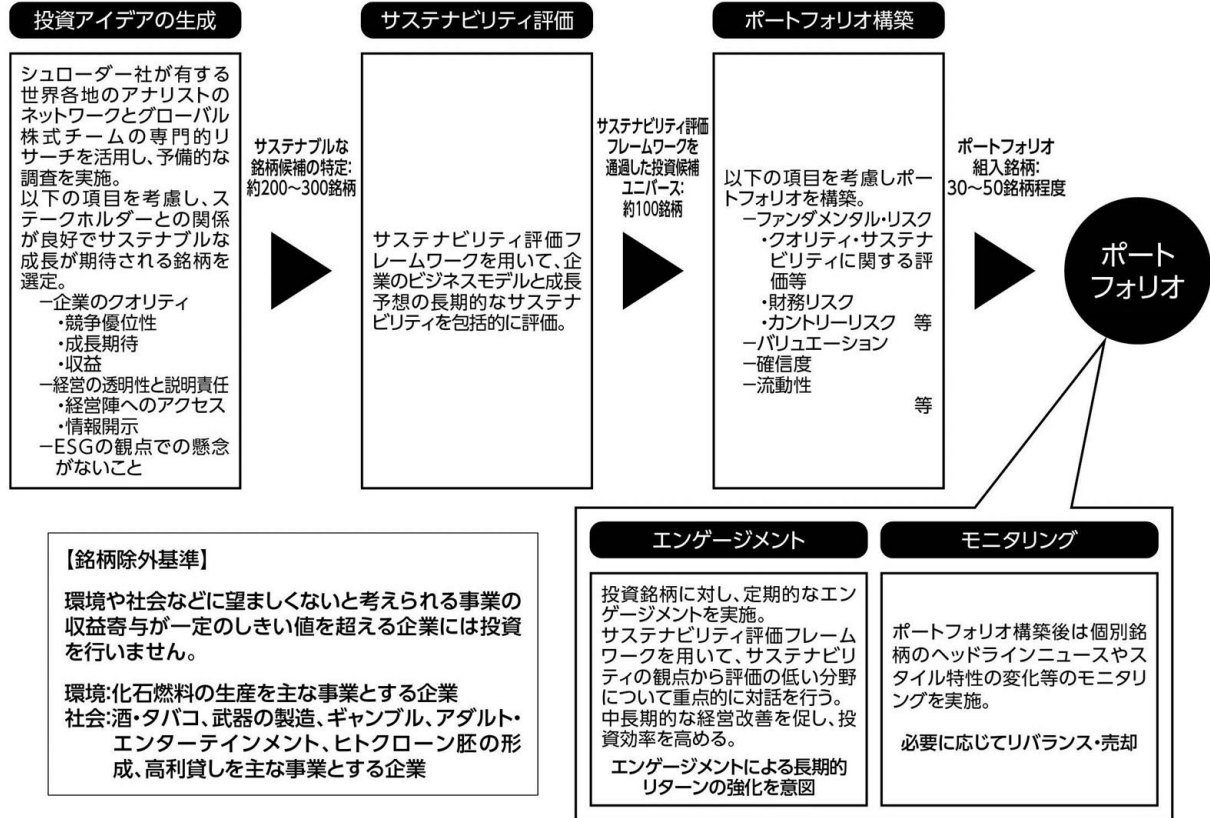 投資アイデアの生成
シュローダー社が有する
世界各地のアナリストの
ネットワークとグローバル
株式チームの専門的リ
サーチを活用し、予備的な
調査を実施。
以下の項目を考慮し、ス
テークホルダーとの関係
が良好でサステナブルな
成長が期待される銘柄を
選定。
－企業のクオリティ
・競争優位性
・成長期待
・収益
－経営の透明性と説明責任
・経営陣へのアクセス
・情報開示
－ESGの観点での懸念
がないこと
サステナブルな
銘柄候補の特定:
約200～300銘柄
サステナビリティ評価
サステナビリティ評価フ
レームワークを用いて、企
業のビジネスモデルと成長
予想の長期的なサステナ
ビリティを包括的に評価。
サステナビリティ評価
フレームワークを
通過した投資候補
ユニバース:
約100銘柄
ポートフォリオ構築
以下の項目を考慮しポー
トフォリオを構築。
－ファンダメンタル・リスク
・クオリティ・サステナ
ビリティに関する評
価等
・財務リスク
・カントリーリスク 等
－バリュエーション
－確信度
－流動性
等
ポートフォリオ
組入銘柄:
30～50銘柄程度
ポート
フォリオ
【銘柄除外基準】
環境や社会などに望ましくないと考えられる事業の
収益寄与が一定のしきい値を超える企業には投資
を行いません。
環境:化石燃料の生産を主な事業とする企業
社会:酒・タバコ、武器の製造、ギャンブル、アダルト・
エンターテインメント、ヒトクローン胚の形
成、高利貸しを主な事業とする企業
エンゲージメント
投資銘柄に対し、定期的なエン
ゲージメントを実施。
サステナビリティ評価フレーム
ワークを用いて、サステナビリ
ティの観点から評価の低い分野
について重点的に対話を行う。
中長期的な経営改善を促し、投
資効率を高める。
エンゲージメントによる長期的
リターンの強化を意図
モニタリング
ポートフォリオ構築後は個別銘
柄のヘッドラインニュースやス
タイル特性の変化等のモニタリ
ングを実施。
必要に応じてリバランス・売却